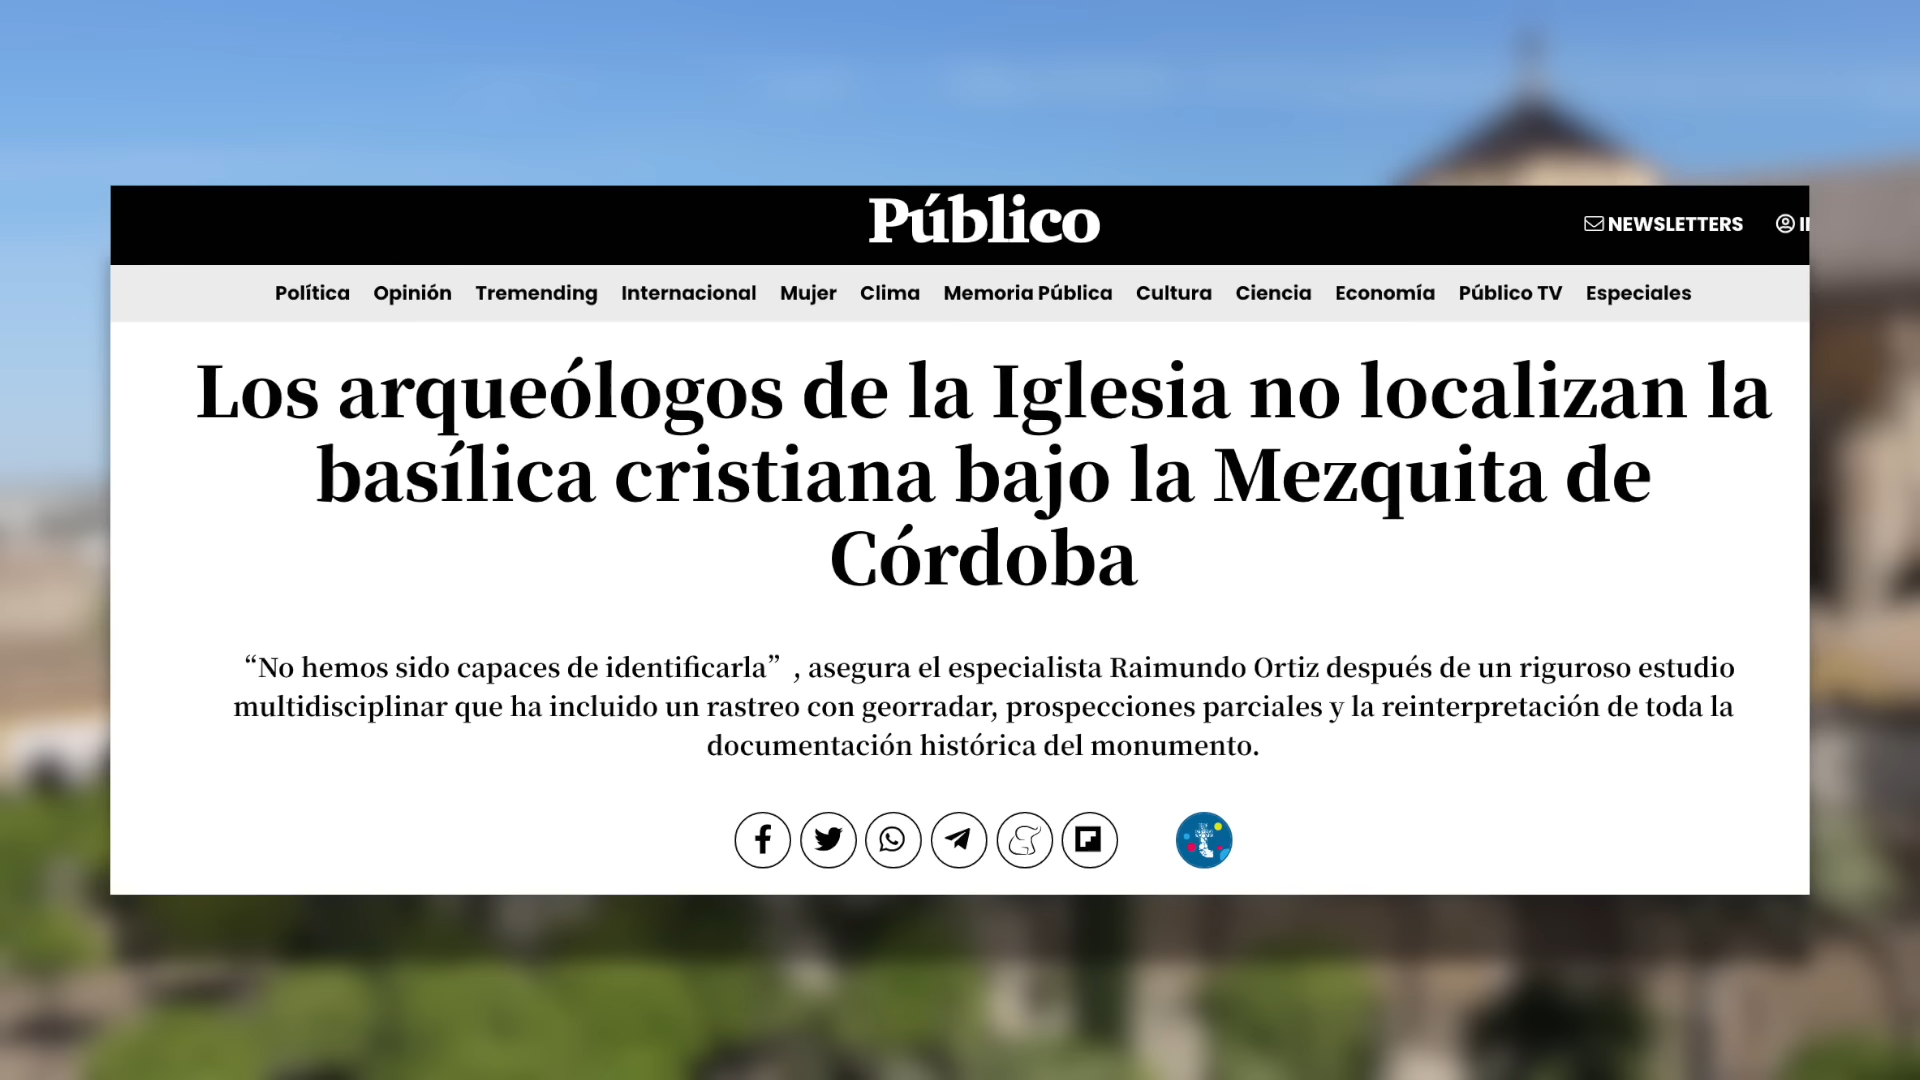 Público
NEWSLETTERS
Política Opinión Tremending Internacional Mujer Clima Memoria Pública Cultura Ciencia Economía Público TV Especiales
Los arqueólogos de la Iglesia no localizan la
basílica cristiana bajo la Mezquita de
Córdoba
“No hemos sido capaces de identificarla” , asegura el especialista Raimundo Ortiz después de un riguroso estudio
multidisciplinar que ha incluido un rastreo con georradar, prospecciones parciales y la reinterpretación de toda la
documentación histórica del monumento.